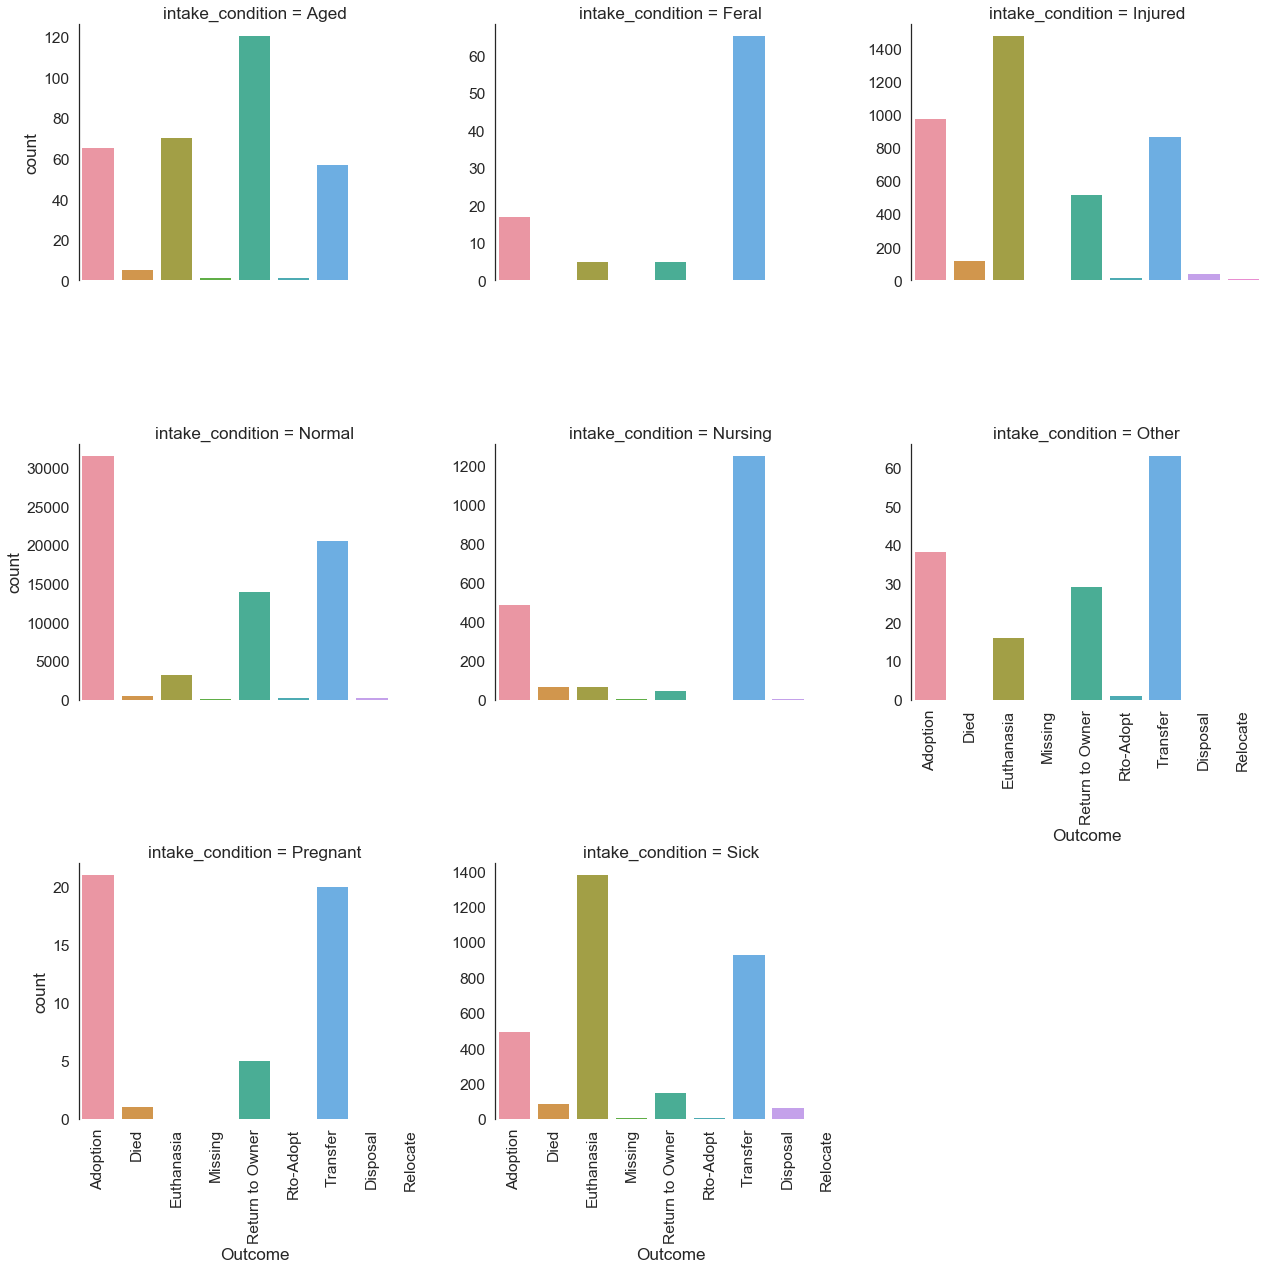 intake_condition = Aged
120
100
80
60
40
20
0
count
intake_condition = Feral
60
50
40
30
20
10
0
intake_condition = Injured
1400
1200
1000
800
600
400
200
0
intake_condition = Normal
30000
25000
20000
15000
10000
5000
0
count
intake_condition = Nursing
1200
1000
800
600
400
200
0
intake_condition = Other
60
50
40
30
20
10
0
Adoption
Died
Euthanasia
Missing
Return to Owner
Rto-Adopt
Transfer
Disposal
Relocate
Outcome
intake_condition = Pregnant
20
15
10
5
0
count
Adoption
Died
Euthanasia
Missing
Return to Owner
Rto-Adopt
Transfer
Disposal
Relocate
Outcome
intake_condition = Sick
1400
1200
1000
800
600
400
200
0
Adoption
Died
Euthanasia
Missing
Return to Owner
Rto-Adopt
Transfer
Disposal
Relocate
Outcome